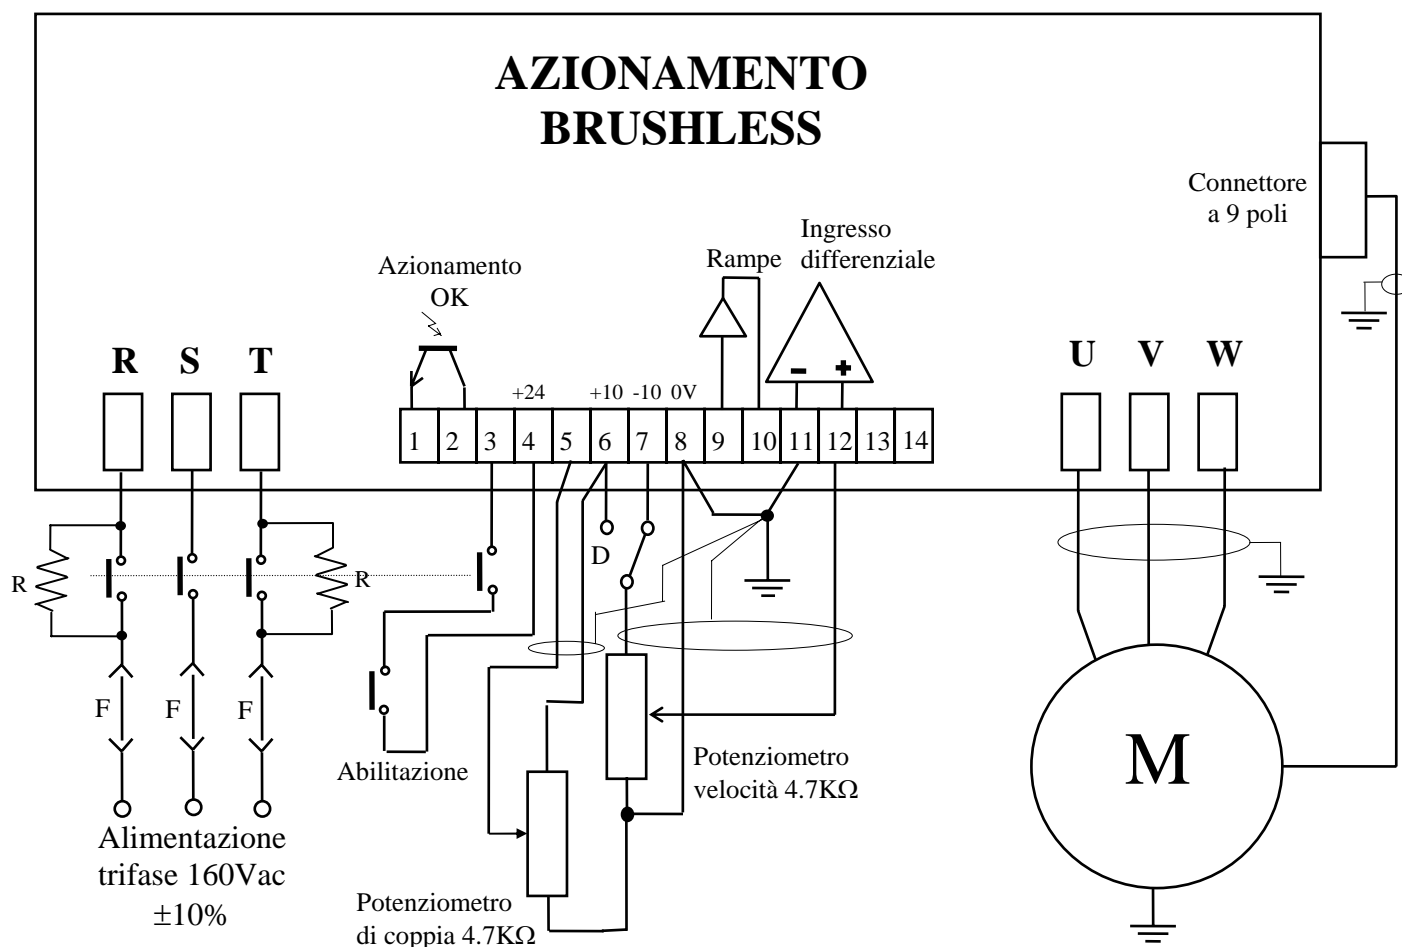 AZIONAMENTO
BRUSHLESS
Connettore
a 9 poli
Ingresso
differenziale
Rampe
Azionamento
OK
R S T
U V W
- +
+24 +10 -10 0V
1 2 3 4 5 6 7 8 9 10 11 12 13 14
D
R R
F F F
Abilitazione
M
Potenziometro
velocità 4.7KΩ
Alimentazione
trifase 160Vac
±10%
Potenziometro
di coppia 4.7KΩ